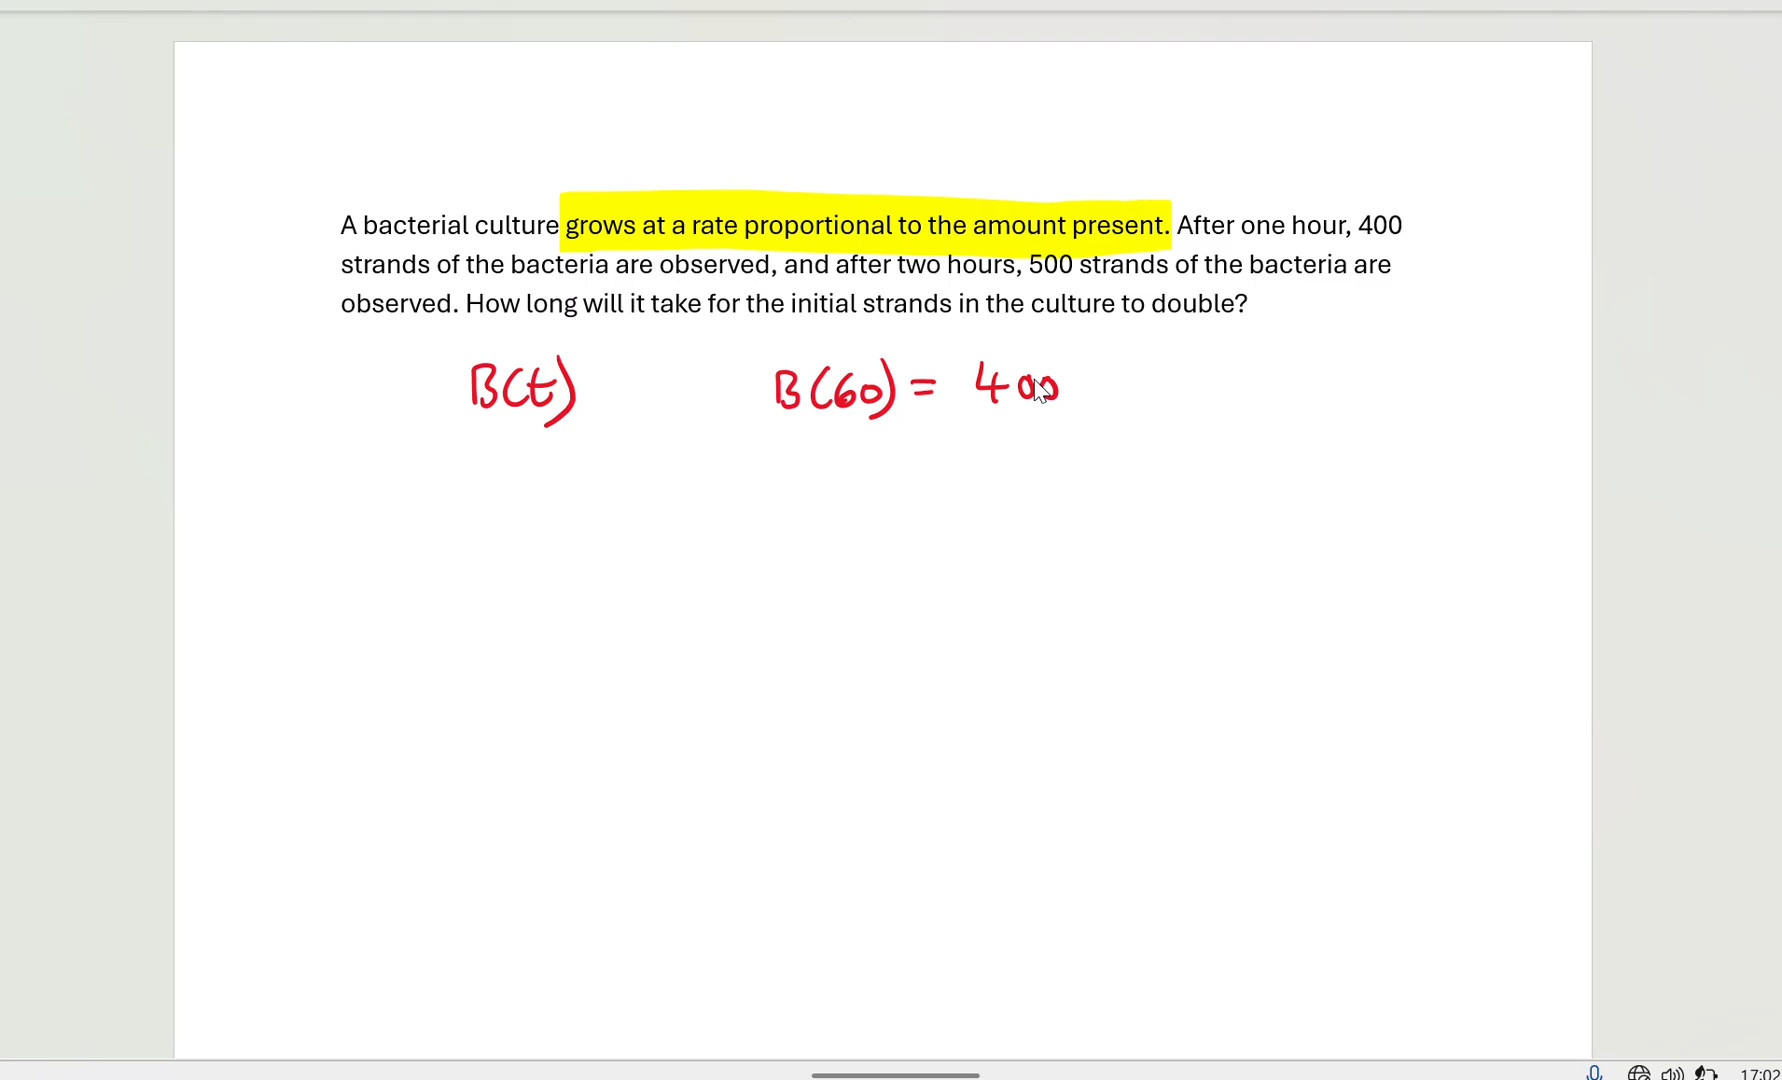 A bacterial culture grows at a rate proportional to the amount present. After one hour, 400
strands of the bacteria are observed, and after two hours, 500 strands of the bacteria are
observed. How long will it take for the initial strands in the culture to double?
B(t) B(60) = 400
17:02